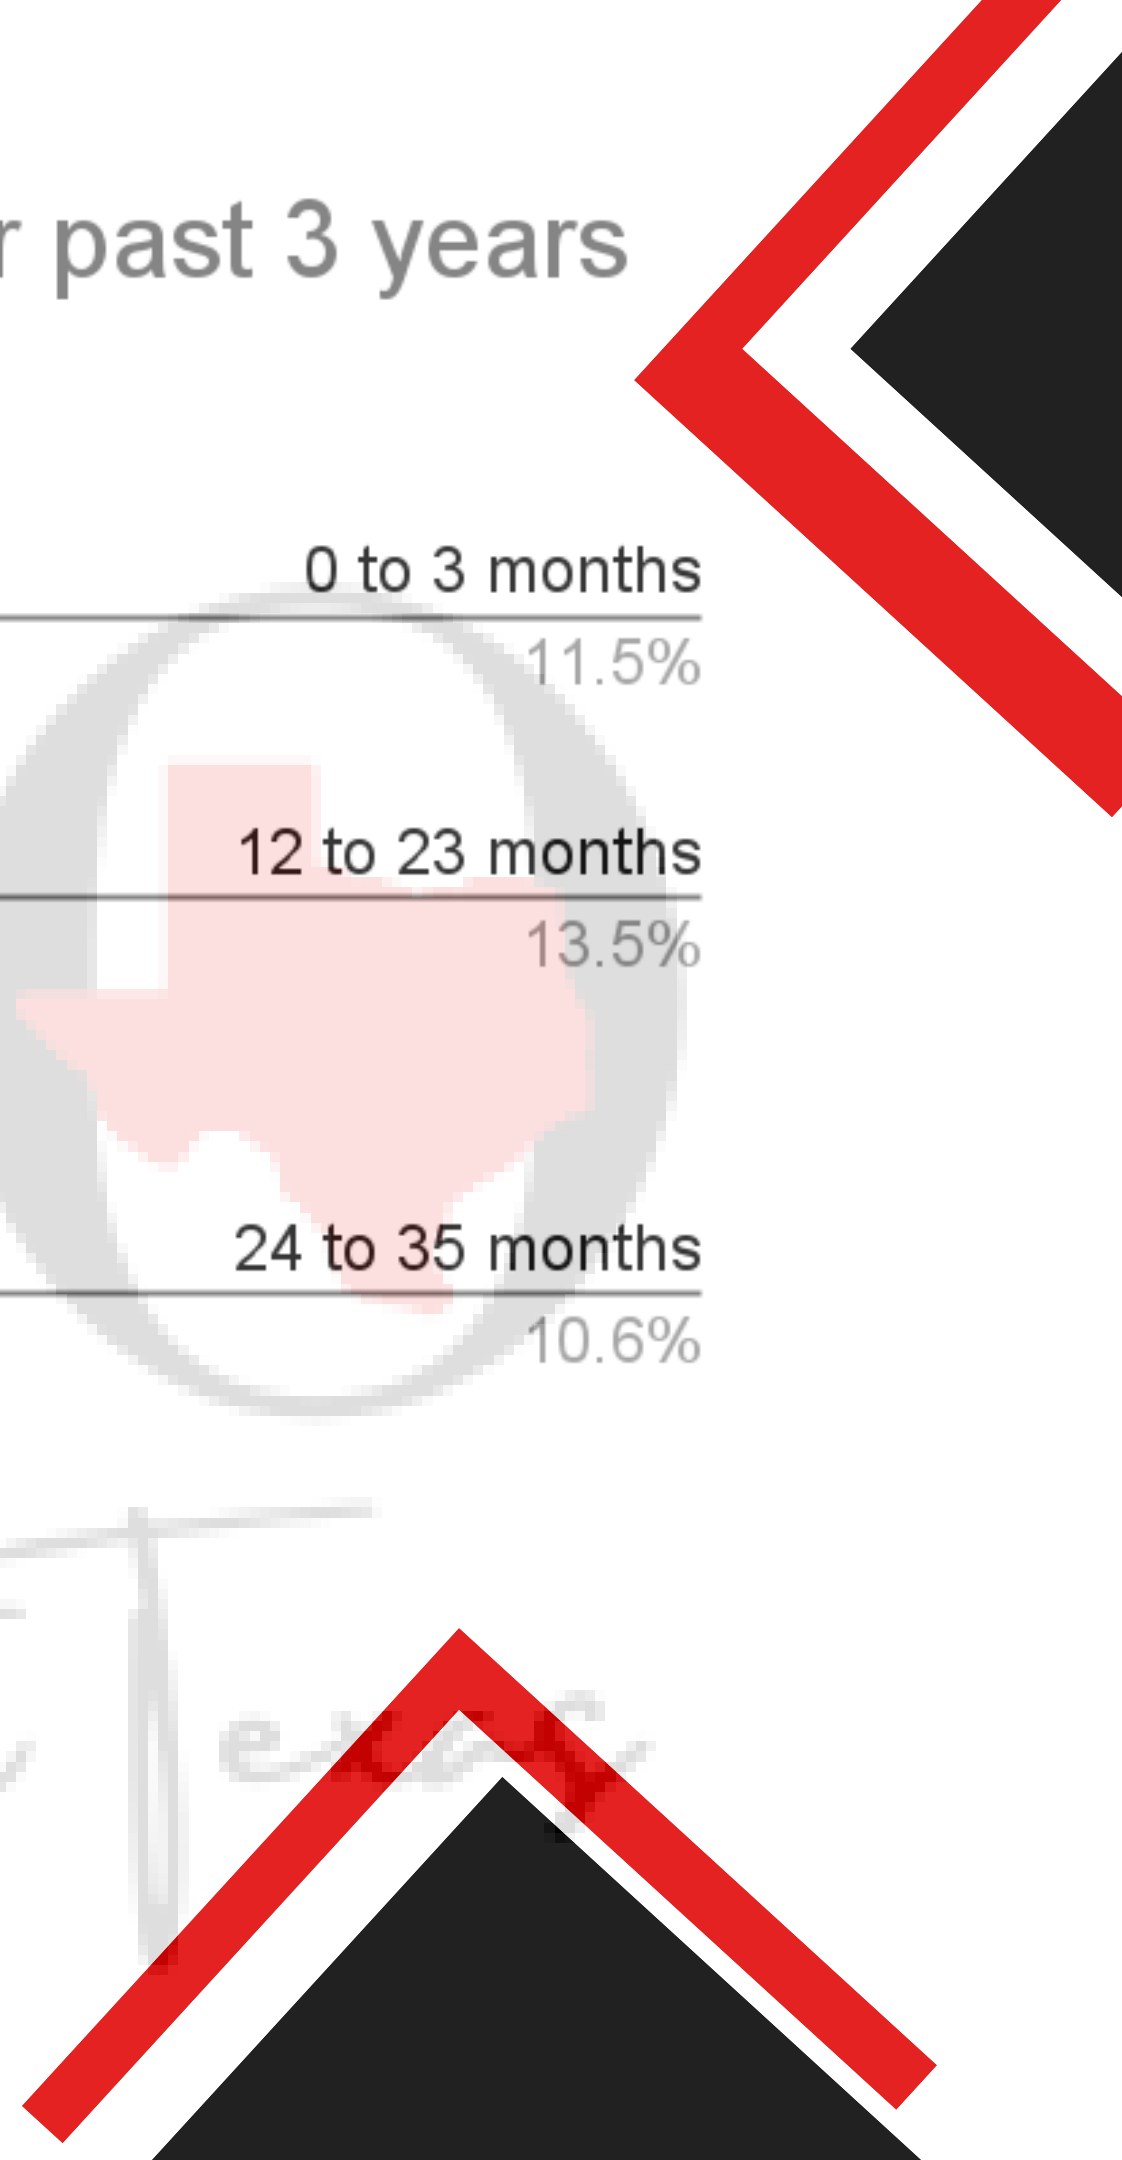 past 3 years
0 to 3 months
11.5%
12 to 23 months
13.5%
24 to 35 months
10.6%
Texas